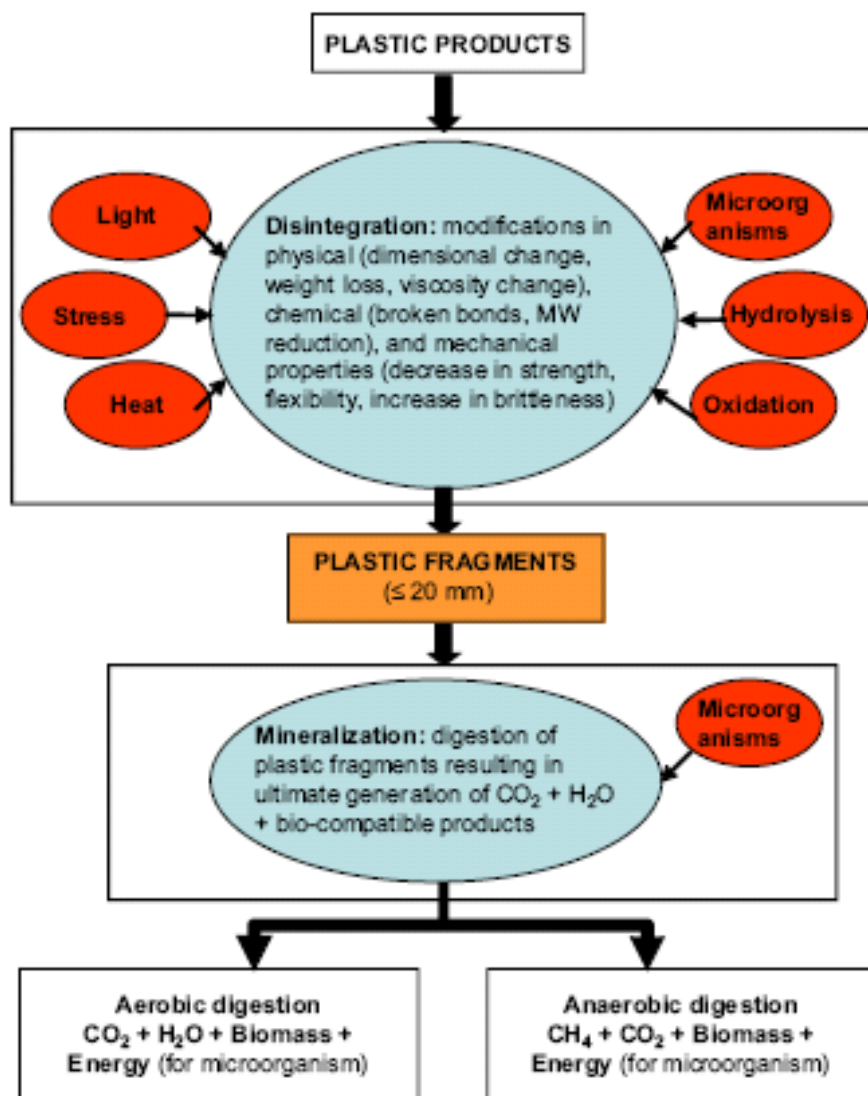 PLASTIC PRODUCTS
Light
Stress
Heat
Disintegration: modifications in
physical (dimensional change,
weight loss, viscosity change),
chemical (broken bonds, MW
reduction), and mechanical
properties (decrease in strength,
flexibility, increase in brittleness)
Microorg
anisms
Hydrolysis
Oxidation
PLASTIC FRAGMENTS
(≤ 20 mm)
Mineralization: digestion of
plastic fragments resulting in
ultimate generation of CO₂ + H₂O
+ bio-compatible products
Microorg
anisms
Aerobic digestion
CO₂ + H₂O + Biomass +
Energy (for microorganism)
Anaerobic digestion
CH₄ + CO₂ + Biomass +
Energy (for microorganism)